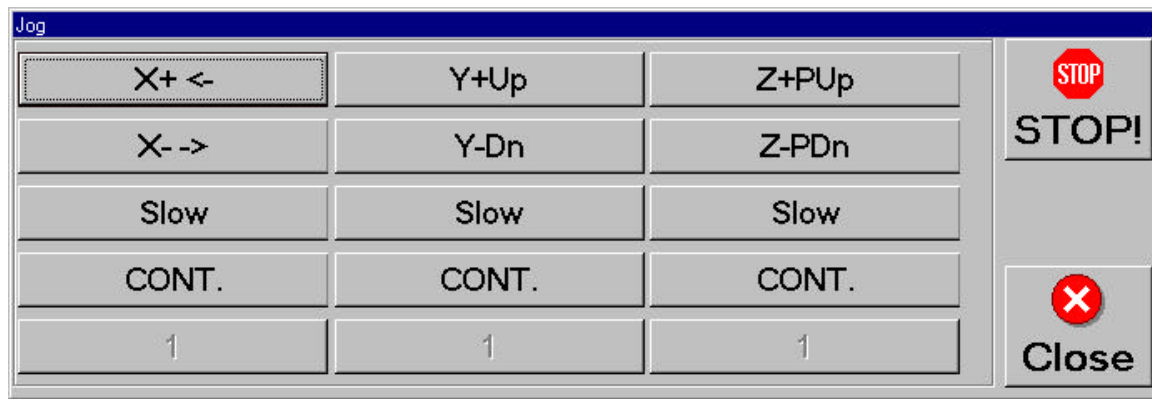 Jog
X+ <- Y+Up Z+PUp
X- -> Y-Dn Z-PDn
Slow Slow Slow
CONT. CONT. CONT.
1 1 1
STOP
STOP!
Close